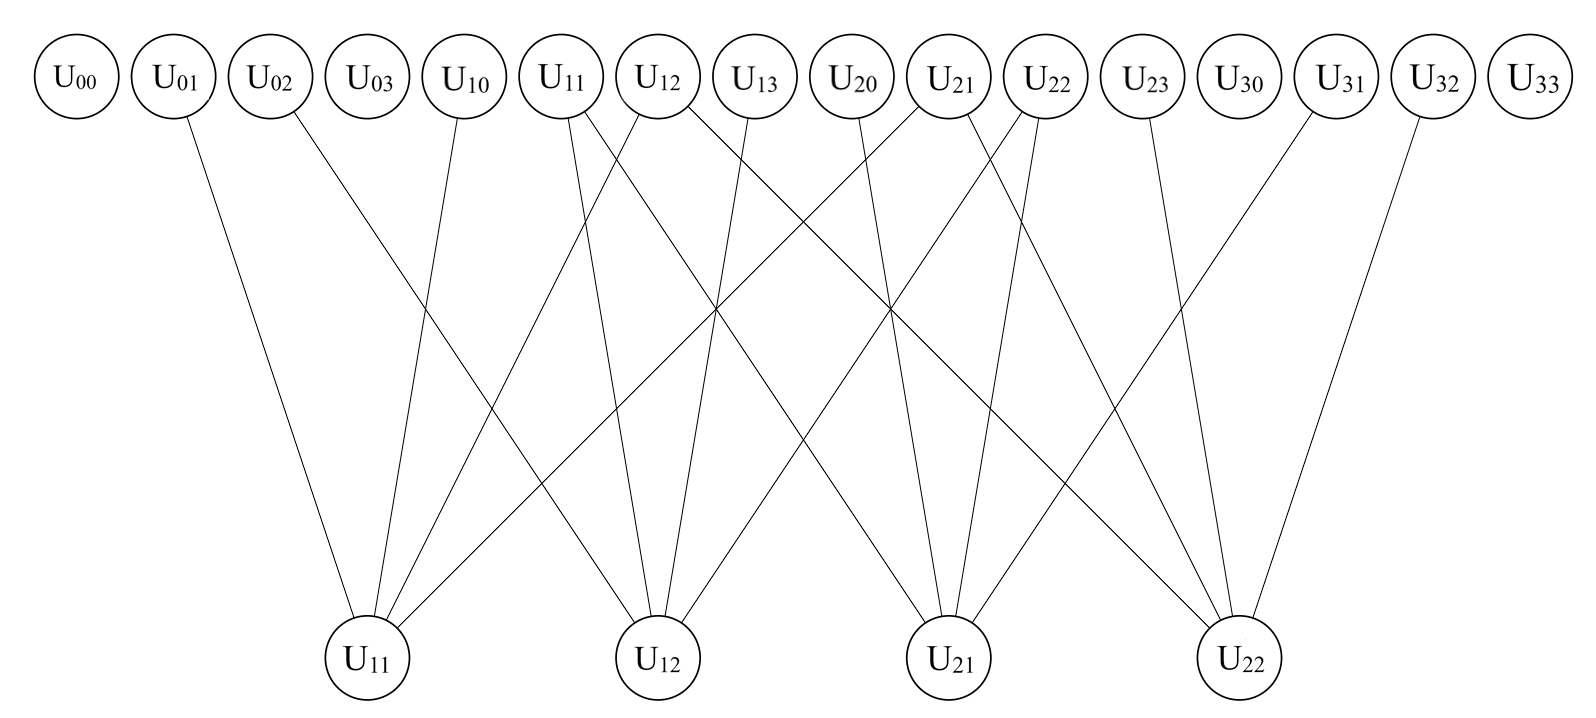 U₀₀ U₀₁ U₀₂ U₀₃ U₁₀ U₁₁ U₁₂ U₁₃ U₂₀ U₂₁ U₂₂ U₂₃ U₃₀ U₃₁ U₃₂ U₃₃
U₁₁ U₁₂ U₂₁ U₂₂